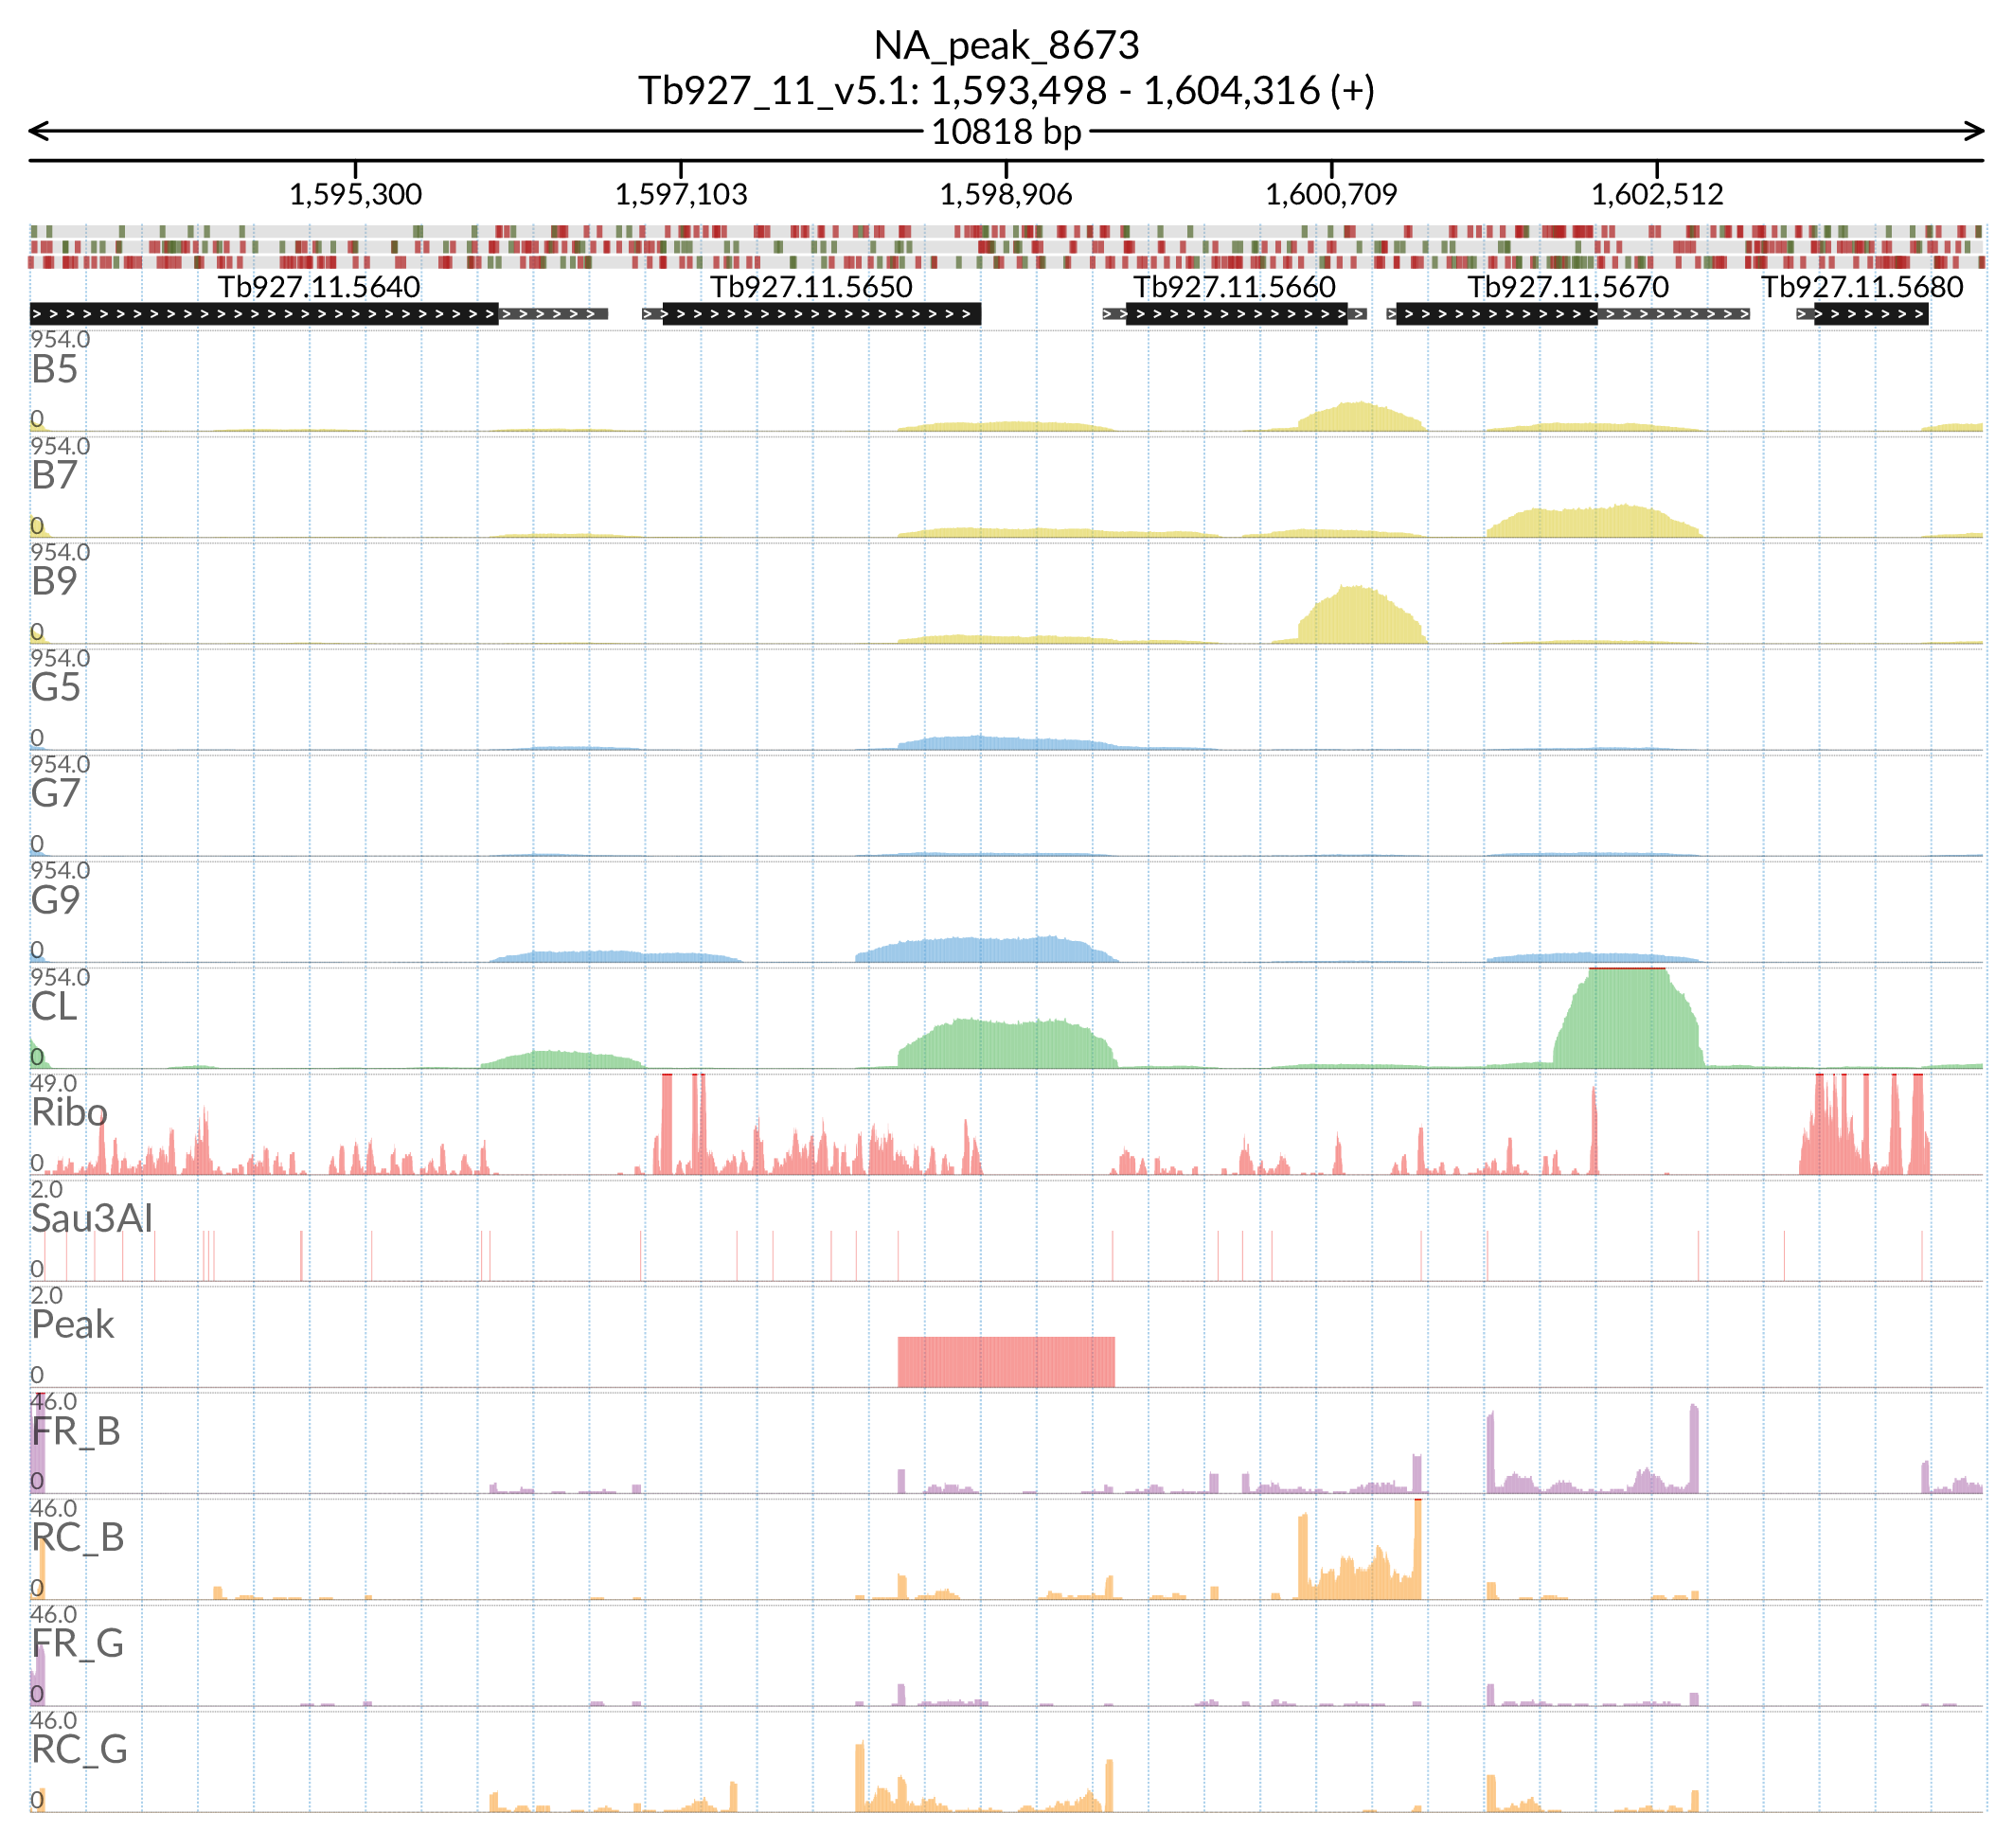 NA_peak_8673
Tb927_11_v5.1: 1,593,498 - 1,604,316 (+)
10818 bp
1,595,300 1,597,103 1,598,906 1,600,709 1,602,512
Tb927.11.5640 Tb927.11.5650 Tb927.11.5660 Tb927.11.5670 Tb927.11.5680
954.0
B5
0
954.0
B7
0
954.0
B9
0
954.0
G5
0
954.0
G7
0
954.0
G9
0
954.0
CL
0
49.0
Ribo
0
2.0
Sau3AI
0
2.0
Peak
0
46.0
FR_B
0
46.0
RC_B
0
46.0
FR_G
0
46.0
RC_G
0